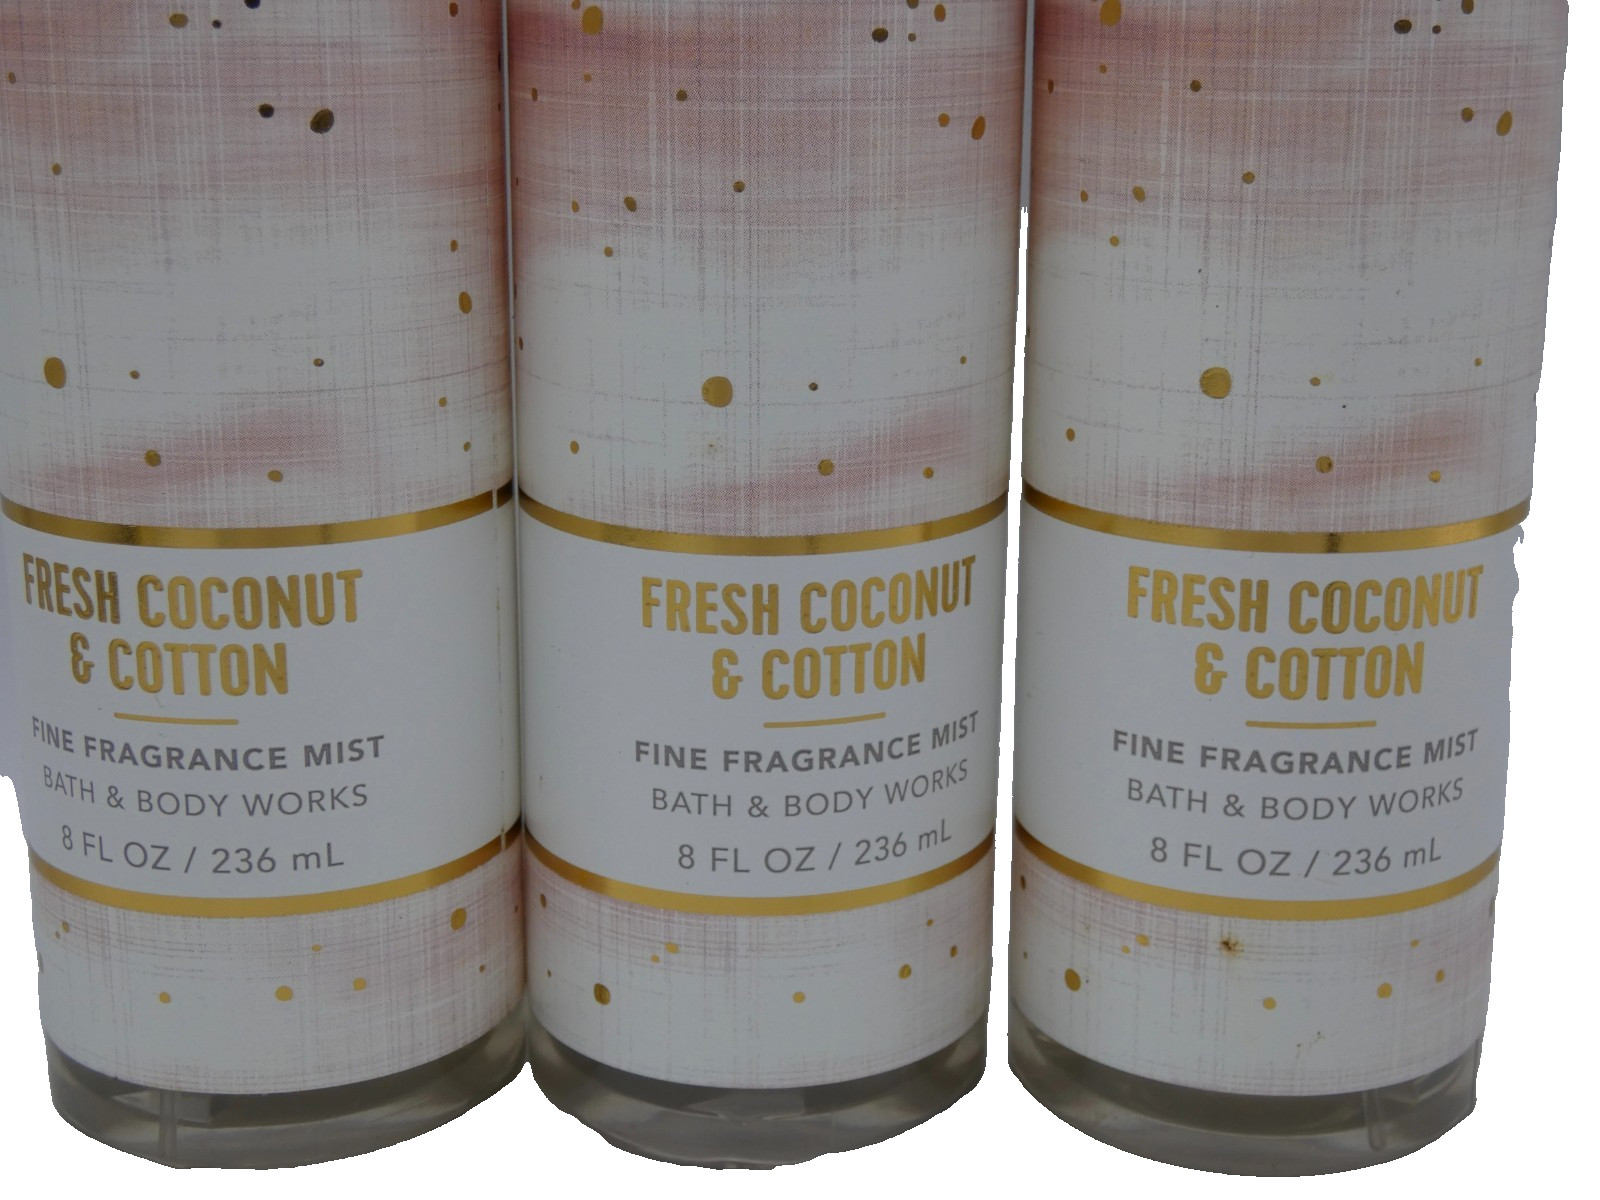 FRESH COCONUT
& COTTON
FINE FRAGRANCE MIST
BATH & BODY WORKS
8 FL OZ / 236 mL
FRESH COCONUT
& COTTON
FINE FRAGRANCE MIST
BATH & BODY WORKS
8 FL OZ / 236 mL
FRESH COCONUT
& COTTON
FINE FRAGRANCE MIST
BATH & BODY WORKS
8 FL OZ / 236 mL